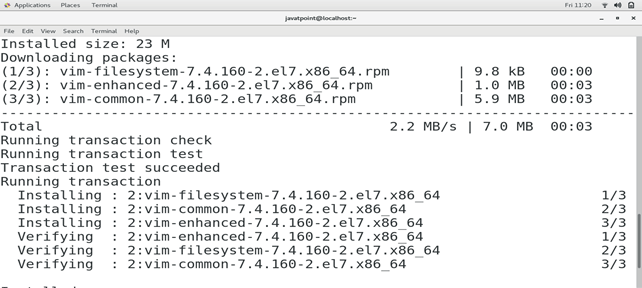 Applications Places Terminal Fri 11:20
javatpoint@localhost:~
File Edit View Search Terminal Help
Installed size: 23 M
Downloading packages:
(1/3): vim-filesystem-7.4.160-2.el7.x86_64.rpm | 9.8 kB 00:00
(2/3): vim-enhanced-7.4.160-2.el7.x86_64.rpm | 1.0 MB 00:03
(3/3): vim-common-7.4.160-2.el7.x86_64.rpm | 5.9 MB 00:03
--------------------------------------------------------------------------------
Total 2.2 MB/s | 7.0 MB 00:03
Running transaction check
Running transaction test
Transaction test succeeded
Running transaction
Installing : 2:vim-filesystem-7.4.160-2.el7.x86_64 1/3
Installing : 2:vim-common-7.4.160-2.el7.x86_64 2/3
Installing : 2:vim-enhanced-7.4.160-2.el7.x86_64 3/3
Verifying : 2:vim-enhanced-7.4.160-2.el7.x86_64 1/3
Verifying : 2:vim-filesystem-7.4.160-2.el7.x86_64 2/3
Verifying : 2:vim-common-7.4.160-2.el7.x86_64 3/3